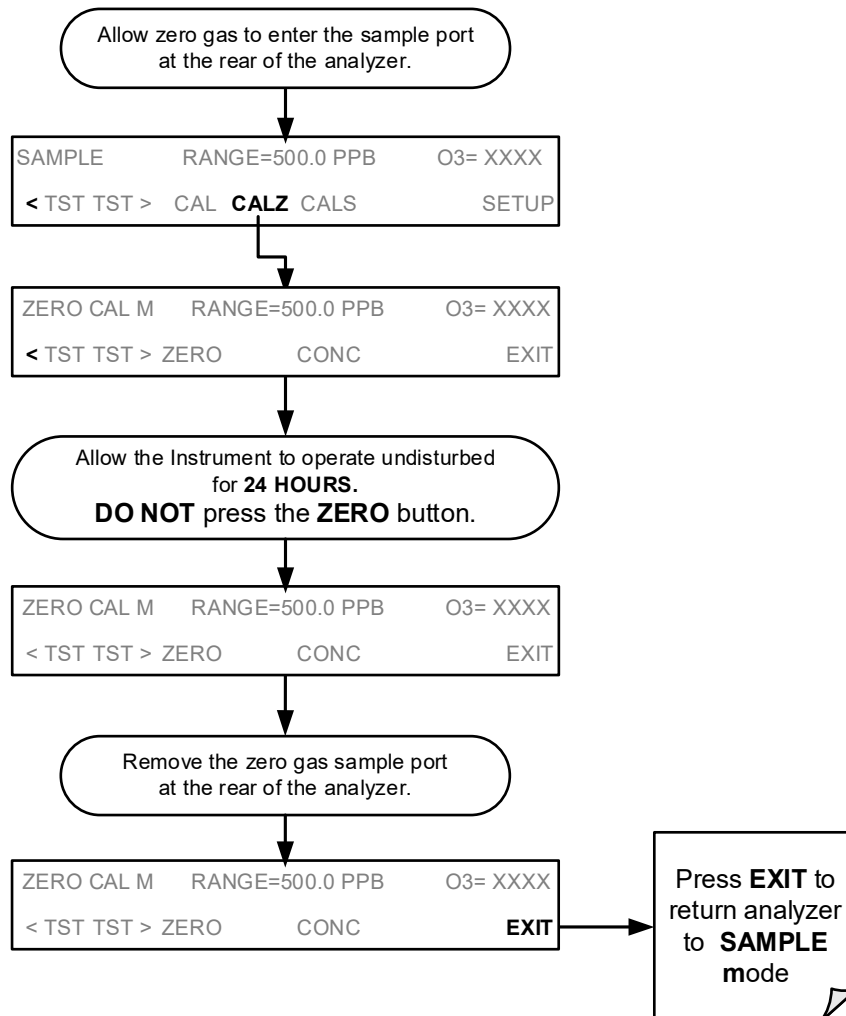 Allow zero gas to enter the sample port
at the rear of the analyzer.
SAMPLE RANGE=500.0 PPB O3= XXXX
< TST TST > CAL CALZ CALS SETUP
ZERO CAL M RANGE=500.0 PPB O3= XXXX
< TST TST > ZERO CONC EXIT
Allow the Instrument to operate undisturbed
for 24 HOURS.
DO NOT press the ZERO button.
ZERO CAL M RANGE=500.0 PPB O3= XXXX
< TST TST > ZERO CONC EXIT
Remove the zero gas sample port
at the rear of the analyzer.
ZERO CAL M RANGE=500.0 PPB O3= XXXX
< TST TST > ZERO CONC EXIT
Press EXIT to
return analyzer
to SAMPLE
mode